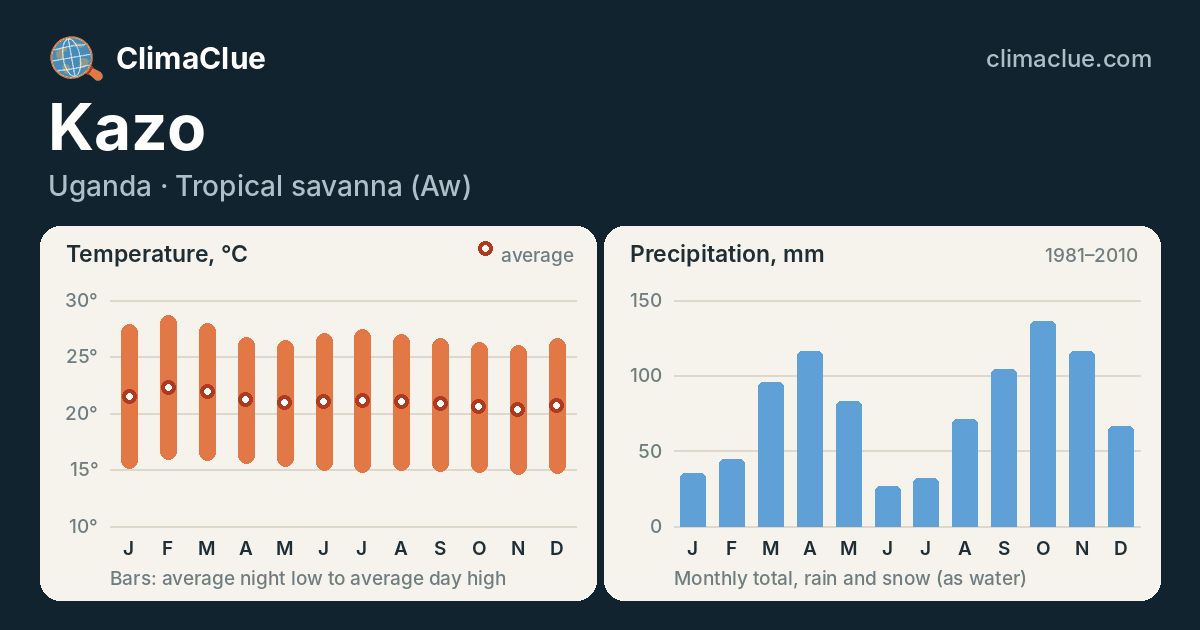 ClimaClue
climaclue.com
Kazo
Uganda · Tropical savanna (Aw)
Temperature, °C
average
30°
25°
20°
15°
10°
J F M A M J J A S O N D
Bars: average night low to average day high
Precipitation, mm
1981–2010
150
100
50
0
J F M A M J J A S O N D
Monthly total, rain and snow (as water)